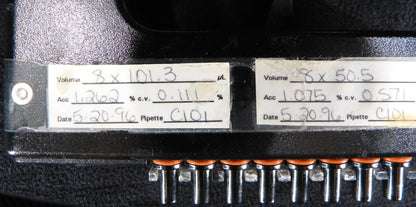 Volume 8 x 101.3 µL
Acc 1.262 % c.v. 0.111 %
Date 5-20-96 Pipette C101
Volume 8 x 50.5
Acc 1.075 % c.v. 0.571
Date 5-20-96 Pipette C101